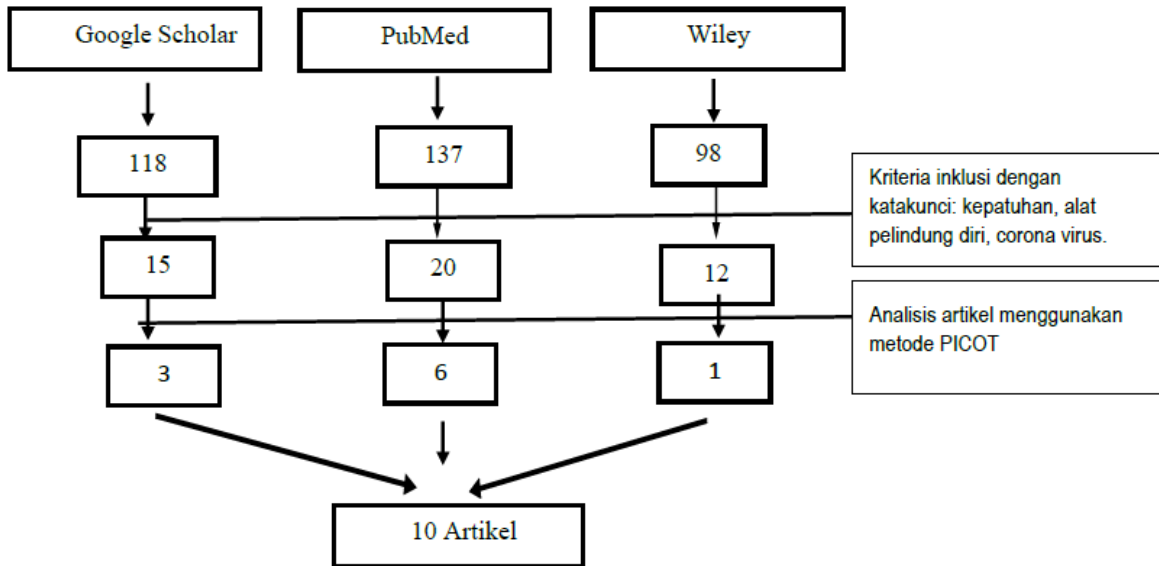 Google Scholar
PubMed
Wiley
118
137
98
Kriteria inklusi dengan
katakunci: kepatuhan, alat
pelindung diri, corona virus.
15
20
12
Analisis artikel menggunakan
metode PICOT
3
6
1
10 Artikel